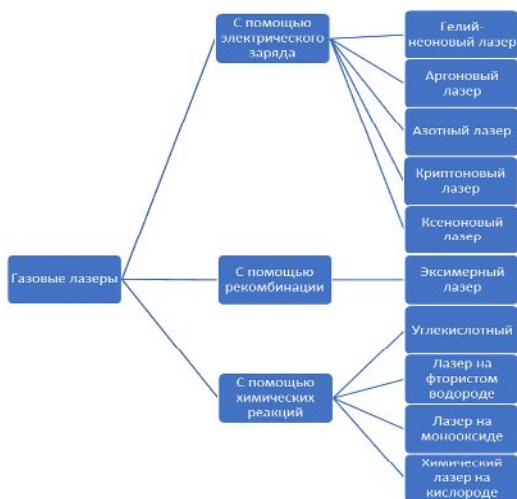 С помощью
электрического
заряда
Гелий-
неоновый лазер
Аргоновый
лазер
Азотный лазер
Криптоновый
лазер
Ксеноновый
лазер
Газовые лазеры
С помощью
рекомбинации
Эксимерный
лазер
С помощью
химических
реакций
Углекислотный
Лазер на
фтористом
водороде
Лазер на
монооксиде
Химический
лазер на
кислороде